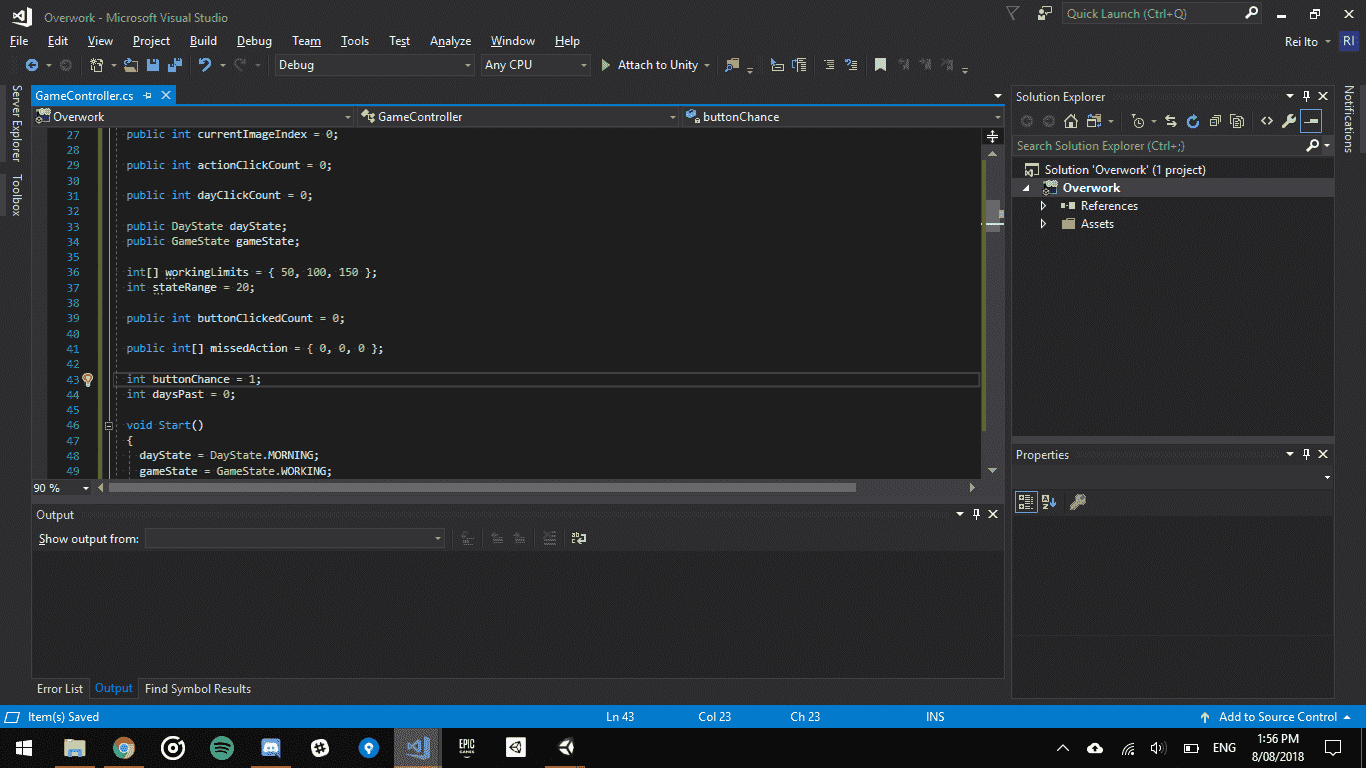 Overwork - Microsoft Visual Studio
Quick Launch (Ctrl+Q)
File Edit View Project Build Debug Team Tools Test Analyze Window Help
Rei Ito RI
Debug Any CPU Attach to Unity
Server Explorer
Toolbox
GameController.cs
Overwork GameController buttonChance
27 public int currentImageIndex = 0;
28
29 public int actionClickCount = 0;
30
31 public int dayClickCount = 0;
32
33 public DayState dayState;
34 public GameState gameState;
35
36 int[] workingLimits = { 50, 100, 150 };
37 int stateRange = 20;
38
39 public int buttonClickedCount = 0;
40
41 public int[] missedAction = { 0, 0, 0 };
42
43 int buttonChance = 1;
44 int daysPast = 0;
45
46 void Start()
47 {
48 dayState = DayState.MORNING;
49 gameState = GameState.WORKING;
90 %
Output
Show output from:
Error List Output Find Symbol Results
Solution Explorer
Search Solution Explorer (Ctrl+;)
Solution 'Overwork' (1 project)
Overwork
References
Assets
Properties
Notifications
Item(s) Saved Ln 43 Col 23 Ch 23 INS Add to Source Control
EPIC
GAMES
ENG
1:56 PM
8/08/2018